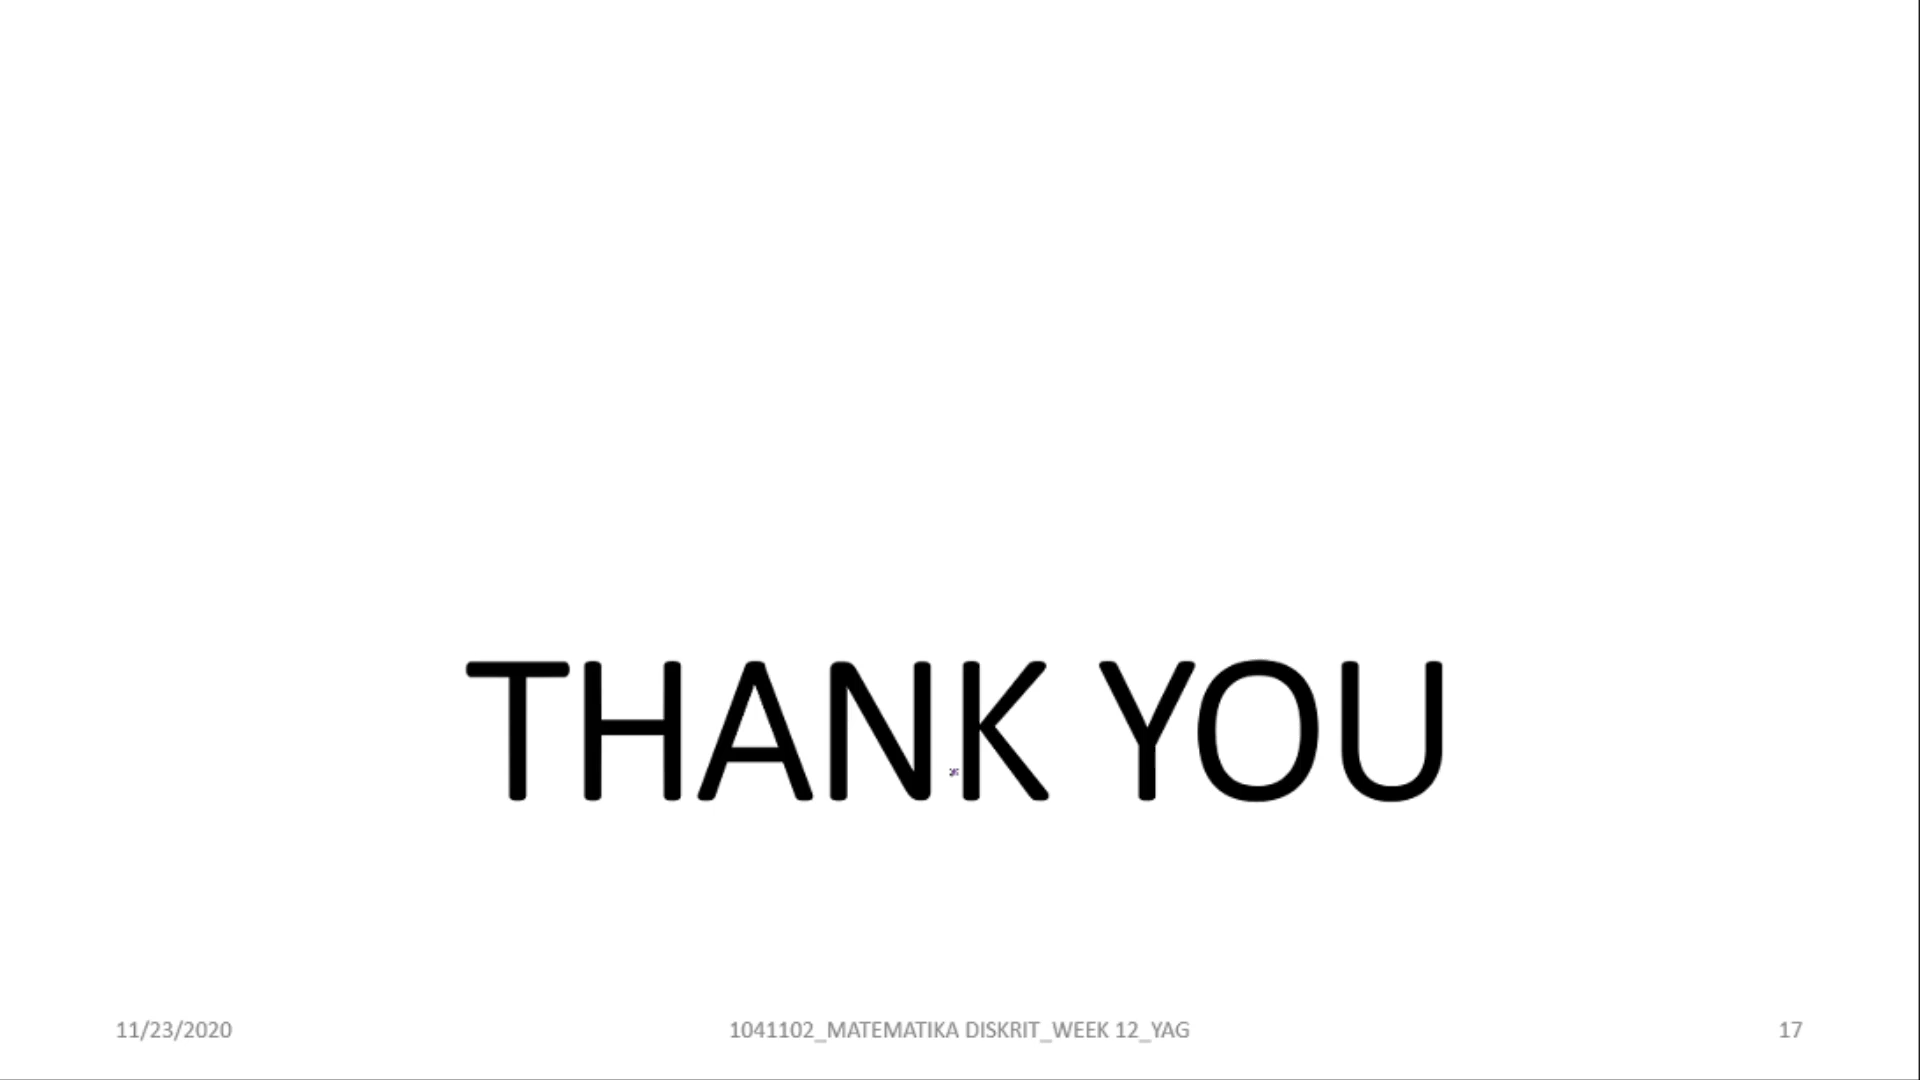 THANK YOU
11/23/2020
1041102_MATEMATIKA DISKRIT_WEEK 12_YAG
17